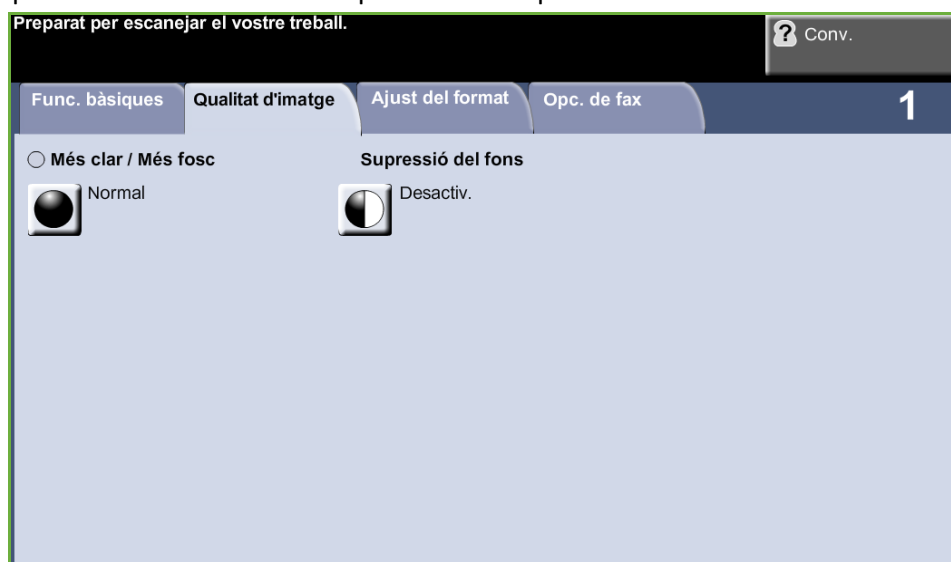 Preparat per escanejar el vostre treball.
? Conv.
Func. bàsiques Qualitat d'imatge Ajust del format Opc. de fax 1
Més clar / Més fosc Supressió del fons
Normal Desactiv.